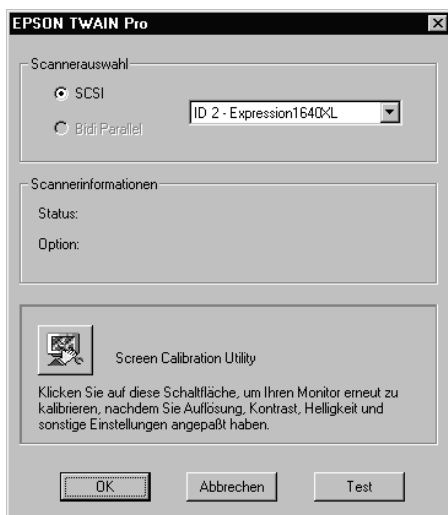 EPSON TWAIN Pro
Scannerauswahl
SCSI
ID 2 - Expression1640XL
Bidi Parallel
Scannerinformationen
Status:
Option:
Screen Calibration Utility
Klicken Sie auf diese Schaltfläche, um Ihren Monitor erneut zu
kalibrieren, nachdem Sie Auflösung, Kontrast, Helligkeit und
sonstige Einstellungen angepaßt haben.
OK
Abbrechen
Test